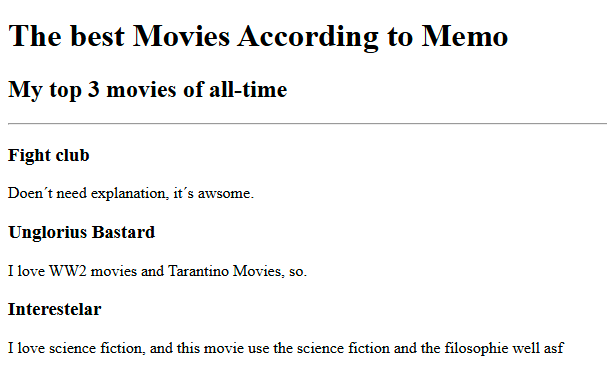 The best Movies According to Memo
My top 3 movies of all-time
Fight club
Doen´t need explanation, it´s awsome.
Unglorius Bastard
I love WW2 movies and Tarantino Movies, so.
Interestelar
I love science fiction, and this movie use the science fiction and the filosophie well asf